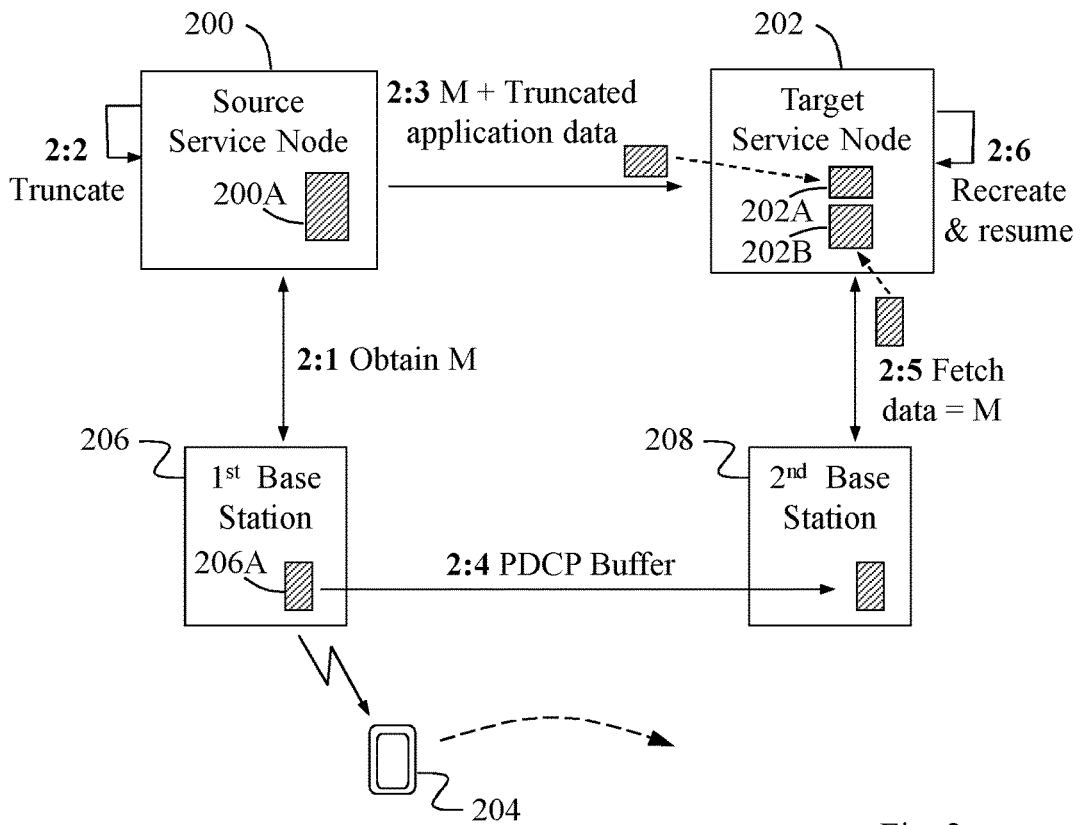 200
202
Source
Service Node
200A
2:2
Truncate
2:3 M + Truncated
application data
Target
Service Node
202A
202B
2:6
Recreate
& resume
2:1 Obtain M
2:5 Fetch
data = M
206
1st Base
Station
206A
2:4 PDCP Buffer
208
2nd Base
Station
204